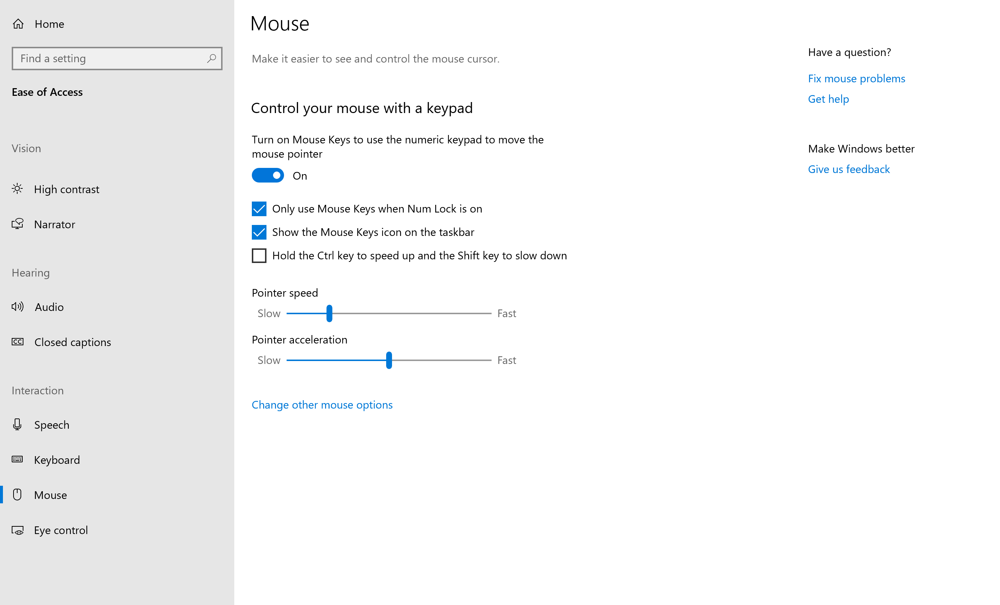 Home
Find a setting
Ease of Access
Vision
High contrast
Narrator
Hearing
Audio
Closed captions
Interaction
Speech
Keyboard
Mouse
Eye control
Mouse
Make it easier to see and control the mouse cursor.
Control your mouse with a keypad
Turn on Mouse Keys to use the numeric keypad to move the
mouse pointer
On
Only use Mouse Keys when Num Lock is on
Show the Mouse Keys icon on the taskbar
Hold the Ctrl key to speed up and the Shift key to slow down
Pointer speed
Slow Fast
Pointer acceleration
Slow Fast
Change other mouse options
Have a question?
Fix mouse problems
Get help
Make Windows better
Give us feedback